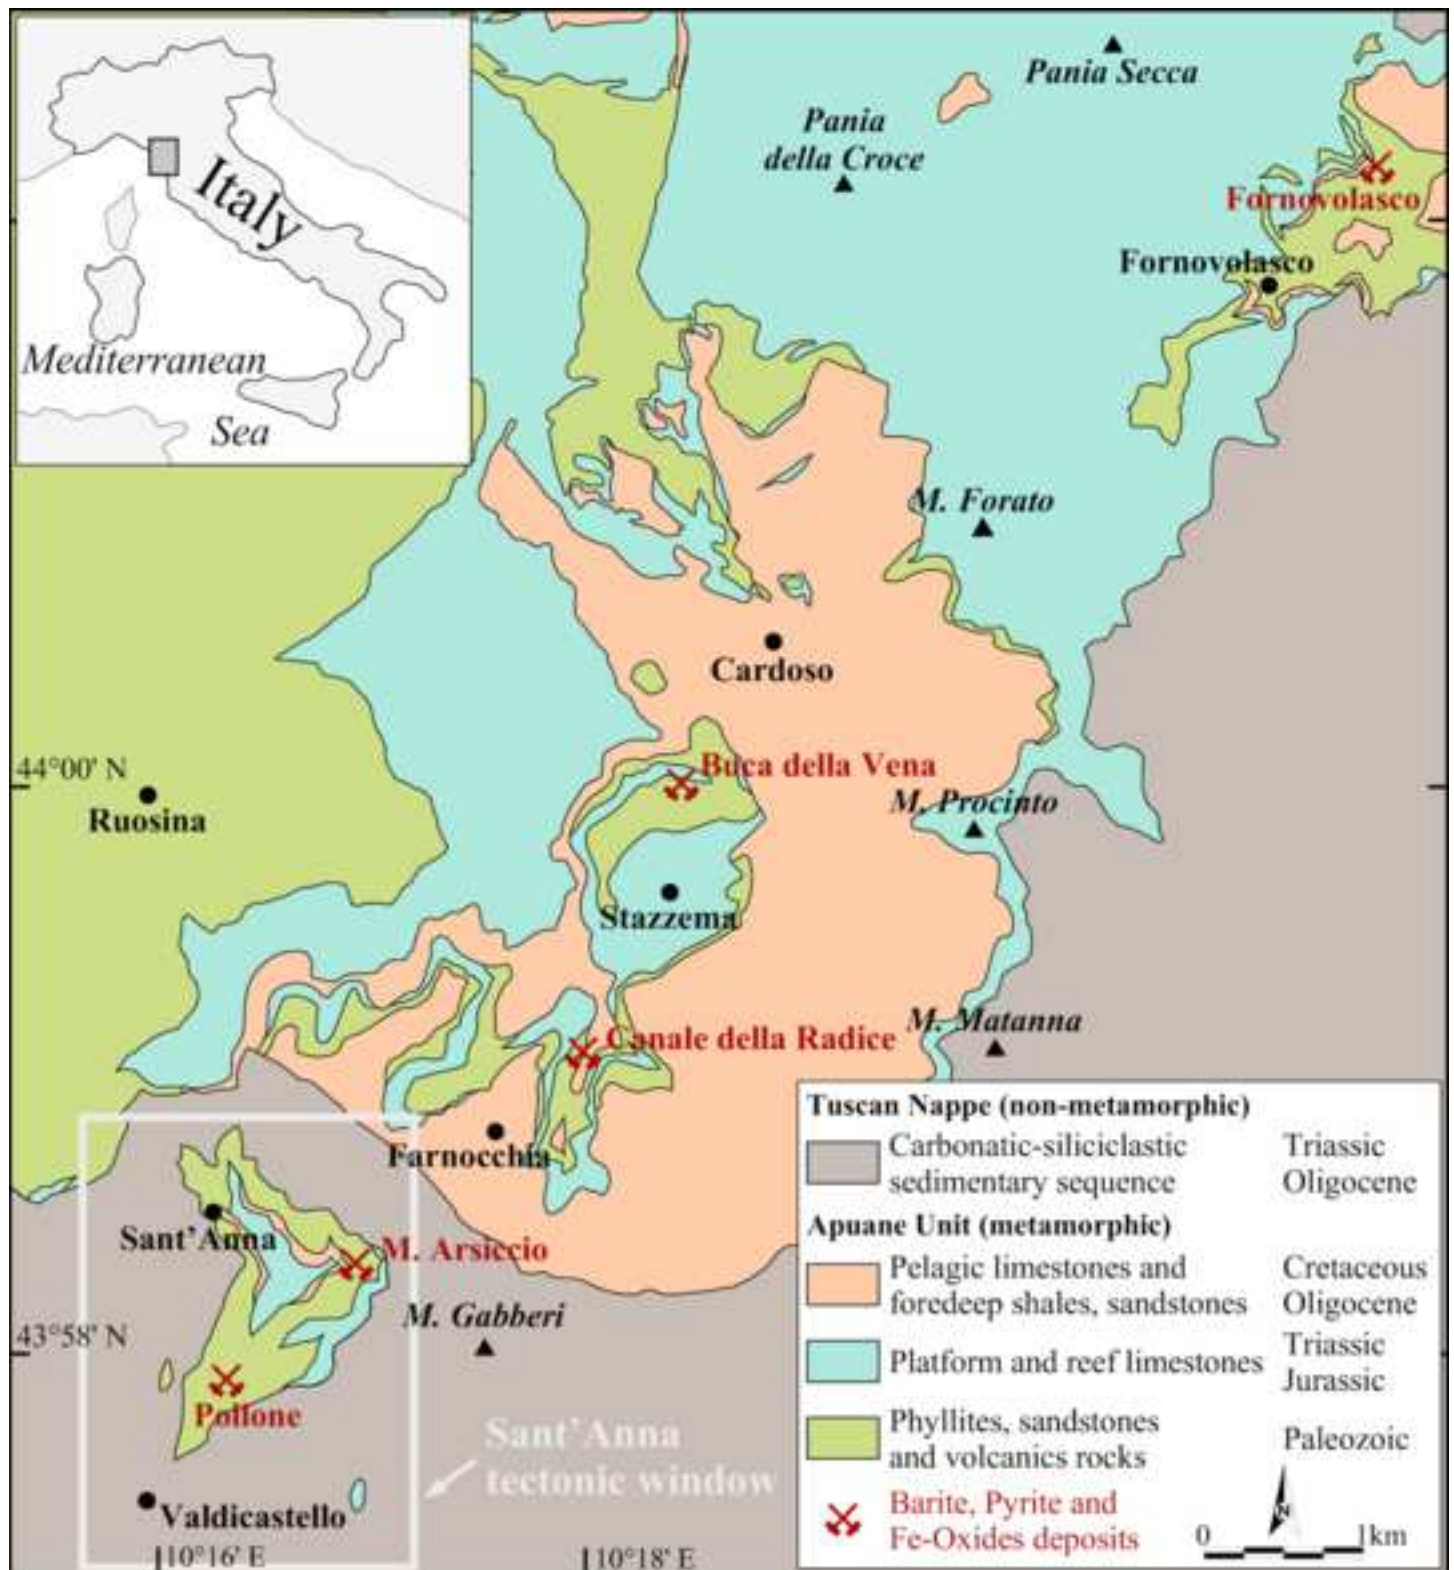 Italy
Mediterranean
Sea
Pania Secca
Pania
della Croce
Fornovolasco
Fornovolasco
M. Forato
Cardoso
44°00' N
Buca della Vena
Ruosina
M. Procinto
Stazzema
Canale della Radice
M. Matanna
Farnocchia
Sant'Anna
M. Arsiccio
M. Gabberi
43°58' N
Pollone
Sant'Anna
tectonic window
Valdicastello
10°16' E
10°18' E
Tuscan Nappe (non-metamorphic)
Carbonatic-siliciclastic Triassic
sedimentary sequence Oligocene
Apuane Unit (metamorphic)
Pelagic limestones and Cretaceous
foredeep shales, sandstones Oligocene
Platform and reef limestones Triassic
Jurassic
Phyllites, sandstones
and volcanics rocks Paleozoic
Barite, Pyrite and
Fe-Oxides deposits
N
0 1km